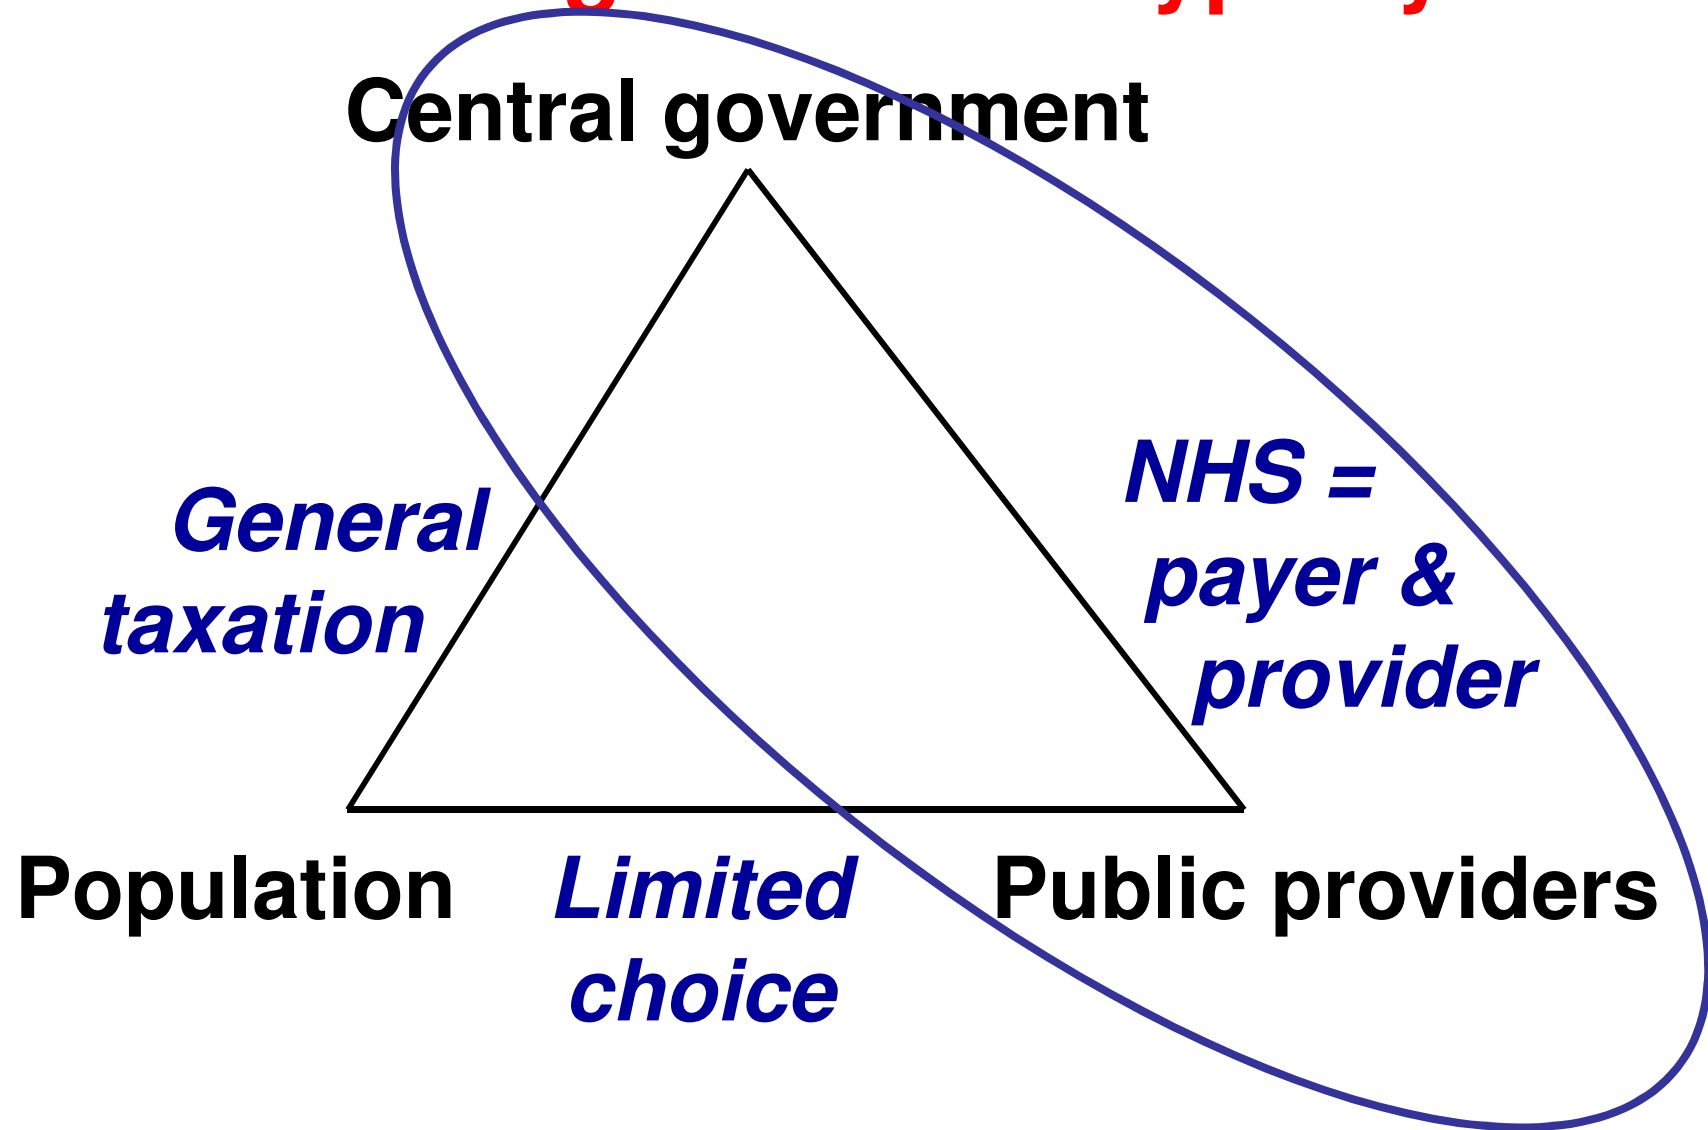 Central government
General
taxation
NHS =
payer &
provider
Population
Limited
choice
Public providers